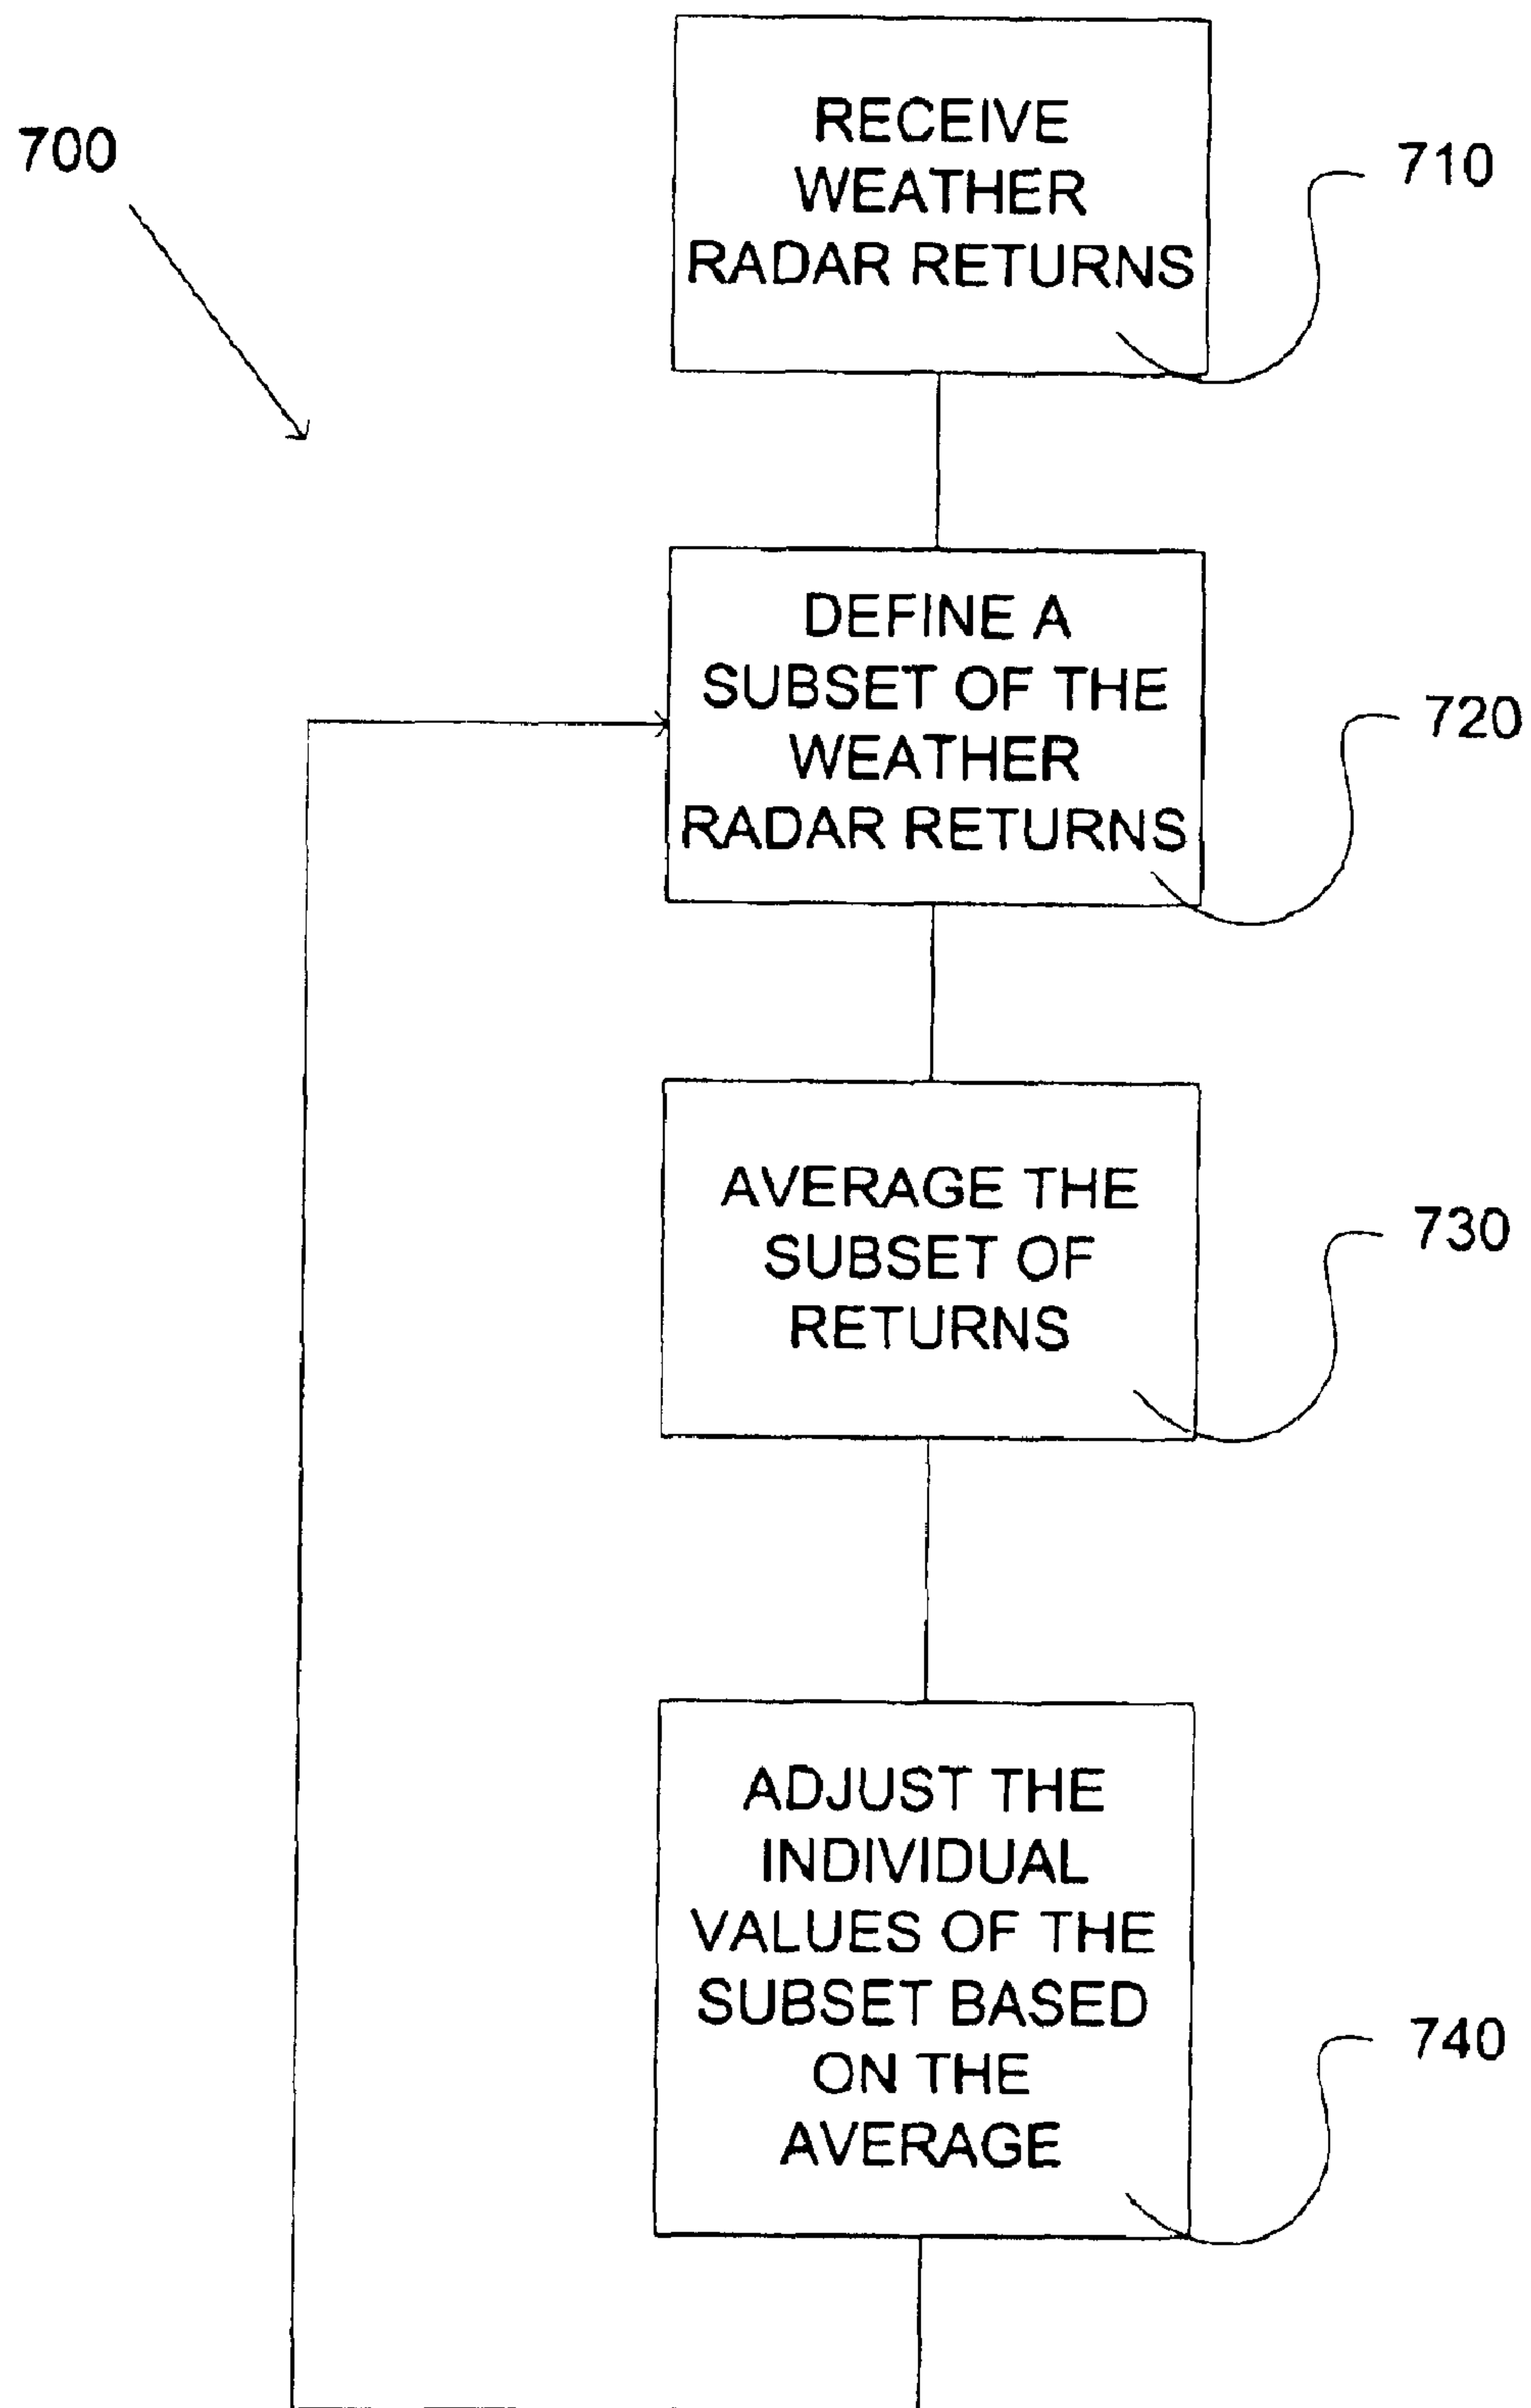 700
RECEIVE
WEATHER
RADAR RETURNS
710
DEFINE A
SUBSET OF THE
WEATHER
RADAR RETURNS
720
AVERAGE THE
SUBSET OF
RETURNS
730
ADJUST THE
INDIVIDUAL
VALUES OF THE
SUBSET BASED
ON THE
AVERAGE
740